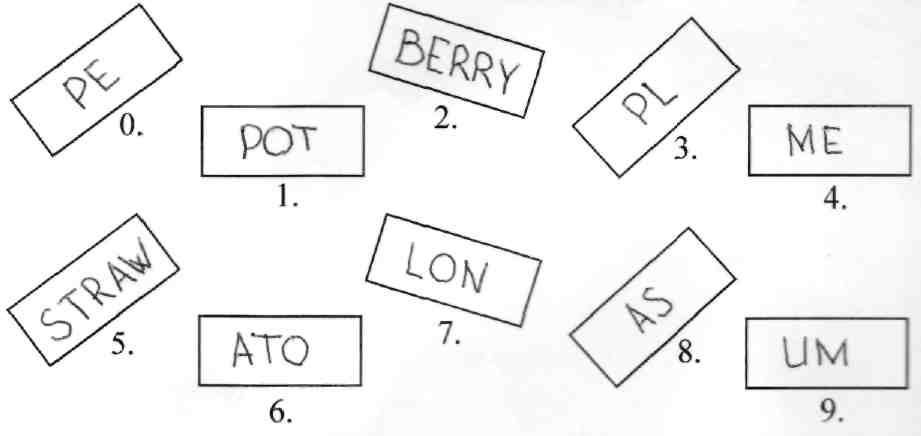 PE
0.
POT
1.
BERRY
2.
PL
3.
ME
4.
STRAW
5.
ATO
6.
LON
7.
AS
8.
UM
9.